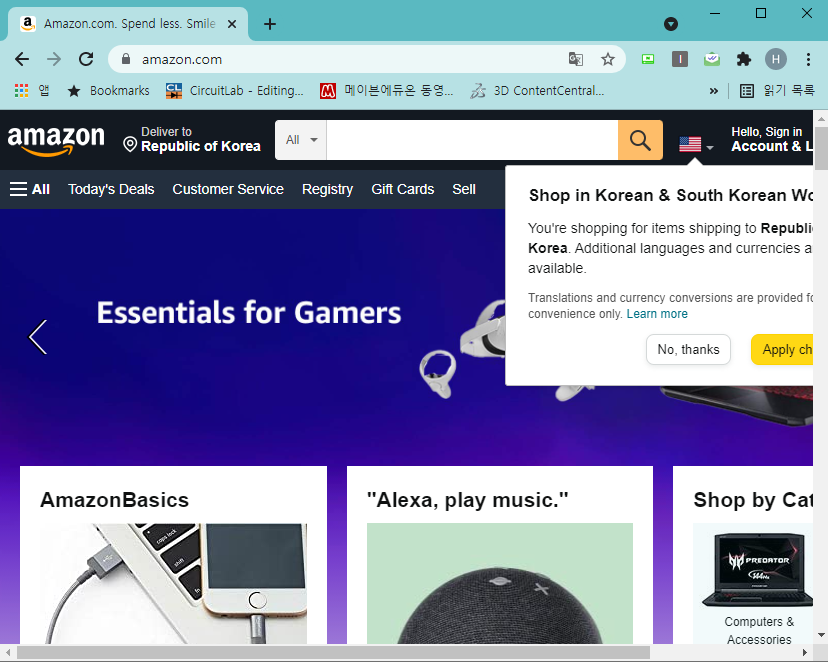 Amazon.com. Spend less. Smile
amazon.com
H
앱
Bookmarks
CircuitLab - Editing...
메이븐에듀온 동영...
3D ContentCentral...
»
읽기 목록
amazon
Deliver to
Republic of Korea
All
Hello, Sign in
Account & L
All
Today's Deals
Customer Service
Registry
Gift Cards
Sell
Shop in Korean & South Korean Wo
You're shopping for items shipping to Republi
Korea. Additional languages and currencies a
available.
Translations and currency conversions are provided fo
convenience only. Learn more
No, thanks
Apply ch
Essentials for Gamers
AmazonBasics
"Alexa, play music."
Shop by Cat
caps lock
shift
PREDATOR
Computers &
Accessories